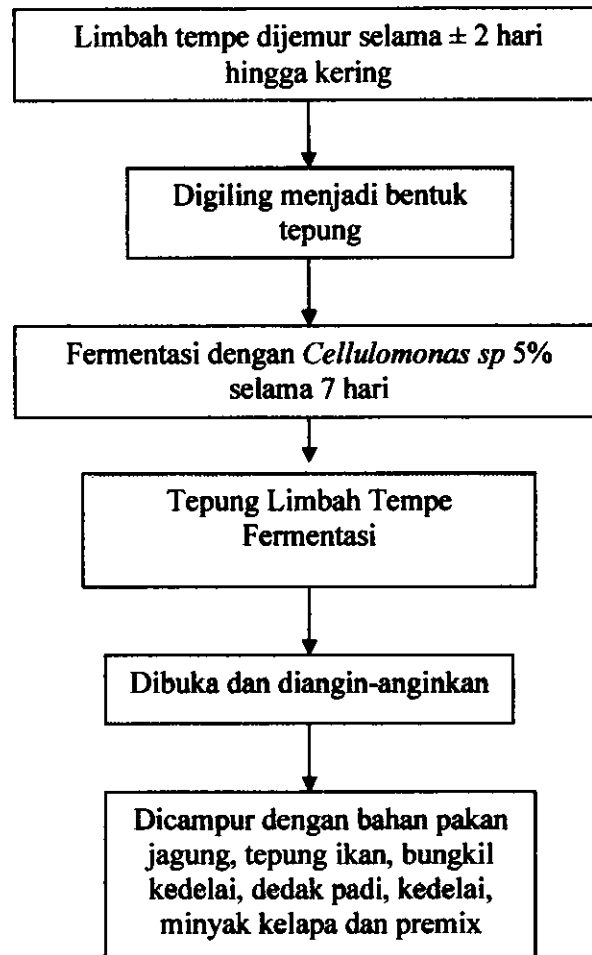 Limbah tempe dijemur selama ± 2 hari
hingga kering
Digiling menjadi bentuk
tepung
Fermentasi dengan Cellulomonas sp 5%
selama 7 hari
Tepung Limbah Tempe
Fermentasi
Dibuka dan diangin-anginkan
Dicampur dengan bahan pakan
jagung, tepung ikan, bungkil
kedelai, dedak padi, kedelai,
minyak kelapa dan premix